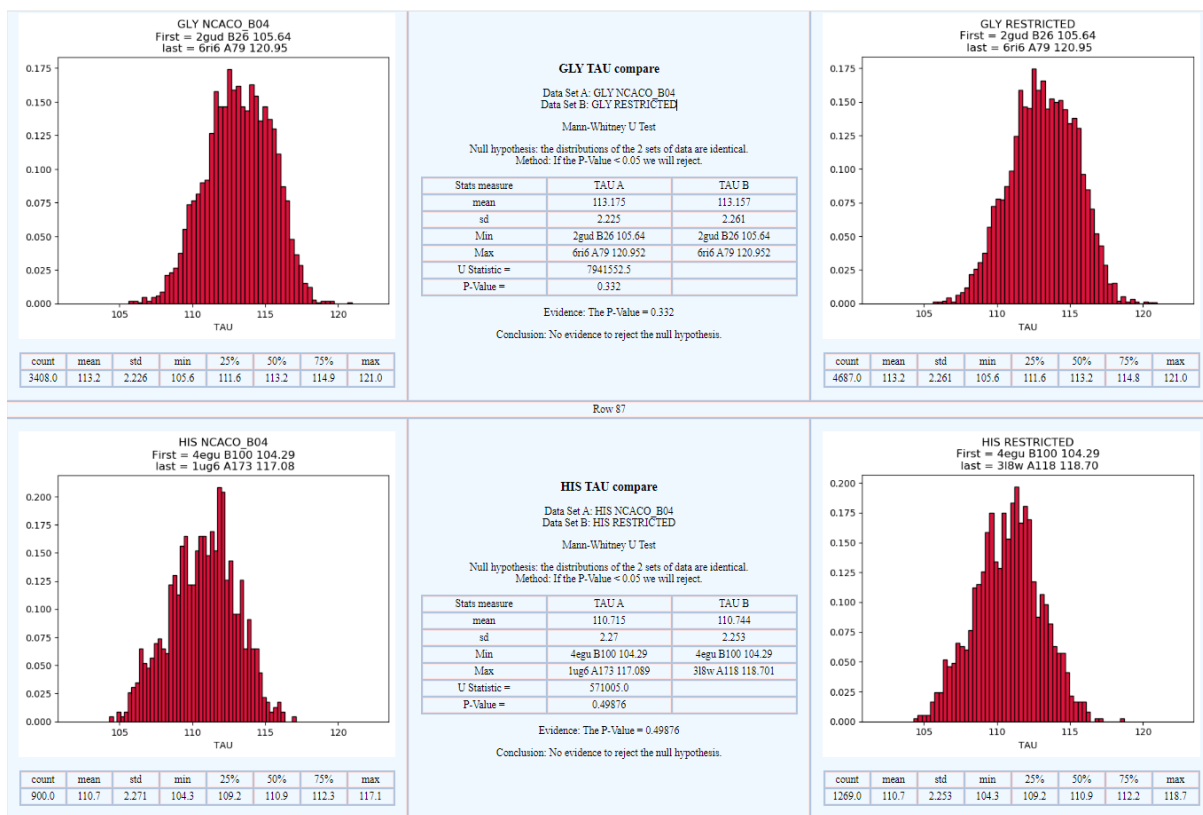 GLY NCACO_B04
First = 2gud B26 105.64
last = 6ri6 A79 120.95
0.175
0.150
0.125
0.100
0.075
0.050
0.025
0.000
105 110 115 120
TAU
count mean std min 25% 50% 75% max
3408.0 113.2 2.226 105.6 111.6 113.2 114.9 121.0
GLY TAU compare
Data Set A: GLY NCACO_B04
Data Set B: GLY RESTRICTED
Mann-Whitney U Test
Null hypothesis: the distributions of the 2 sets of data are identical.
Method: If the P-Value < 0.05 we will reject.
Stats measure TAU A TAU B
mean 113.175 113.157
sd 2.225 2.261
Min 2gud B26 105.64 2gud B26 105.64
Max 6ri6 A79 120.952 6ri6 A79 120.952
U Statistic = 7941552.5
P-Value = 0.332
Evidence: The P-Value = 0.332
Conclusion: No evidence to reject the null hypothesis.
GLY RESTRICTED
First = 2gud B26 105.64
last = 6ri6 A79 120.95
0.175
0.150
0.125
0.100
0.075
0.050
0.025
0.000
105 110 115 120
TAU
count mean std min 25% 50% 75% max
4687.0 113.2 2.261 105.6 111.6 113.2 114.8 121.0
Row 87
HIS NCACO_B04
First = 4egu B100 104.29
last = 1ug6 A173 117.08
0.200
0.175
0.150
0.125
0.100
0.075
0.050
0.025
0.000
105 110 115 120
TAU
count mean std min 25% 50% 75% max
900.0 110.7 2.271 104.3 109.2 110.9 112.3 117.1
HIS TAU compare
Data Set A: HIS NCACO_B04
Data Set B: HIS RESTRICTED
Mann-Whitney U Test
Null hypothesis: the distributions of the 2 sets of data are identical.
Method: If the P-Value < 0.05 we will reject.
Stats measure TAU A TAU B
mean 110.715 110.744
sd 2.27 2.253
Min 4egu B100 104.29 4egu B100 104.29
Max 1ug6 A173 117.089 3l8w A118 118.701
U Statistic = 571005.0
P-Value = 0.49876
Evidence: The P-Value = 0.49876
Conclusion: No evidence to reject the null hypothesis.
HIS RESTRICTED
First = 4egu B100 104.29
last = 3l8w A118 118.70
0.200
0.175
0.150
0.125
0.100
0.075
0.050
0.025
0.000
105 110 115 120
TAU
count mean std min 25% 50% 75% max
1269.0 110.7 2.253 104.3 109.2 110.9 112.2 118.7